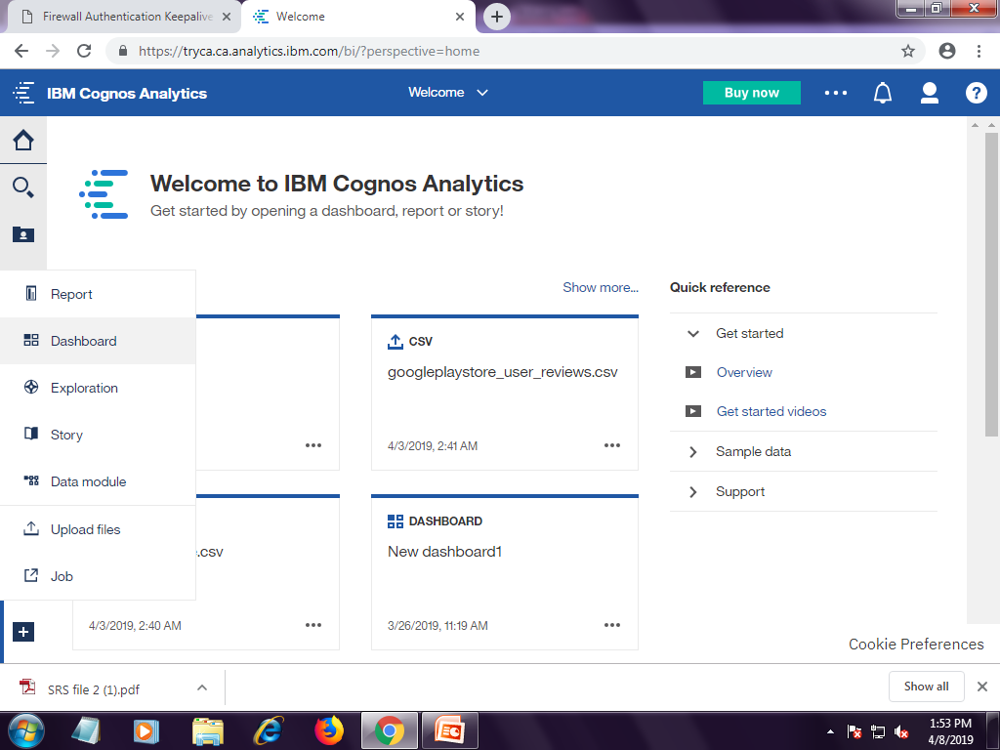 Firewall Authentication Keepalive
Welcome
https://tryca.ca.analytics.ibm.com/bi/?perspective=home
IBM Cognos Analytics
Welcome
Buy now
?
Welcome to IBM Cognos Analytics
Get started by opening a dashboard, report or story!
Report
Dashboard
Exploration
Story
Data module
Upload files
Job
Show more...
CSV
googleplaystore_user_reviews.csv
4/3/2019, 2:41 AM
.csv
4/3/2019, 2:40 AM
DASHBOARD
New dashboard1
3/26/2019, 11:19 AM
Quick reference
Get started
Overview
Get started videos
Sample data
Support
Cookie Preferences
SRS file 2 (1).pdf
Show all
1:53 PM
4/8/2019